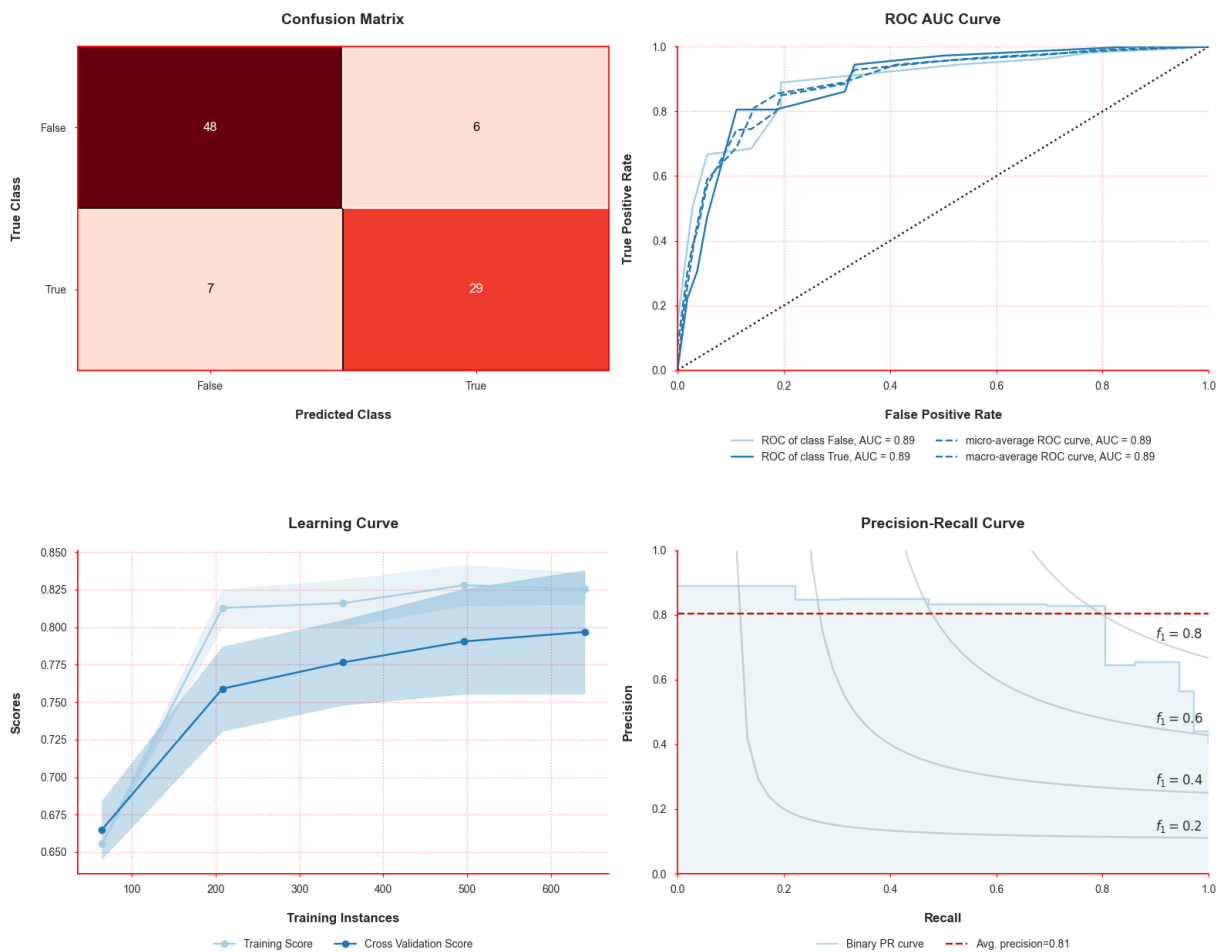 Confusion Matrix
True Class
False
48
6
True
7
29
False
True
Predicted Class
ROC AUC Curve
True Positive Rate
1.0
0.8
0.6
0.4
0.2
0.0
0.0
0.2
0.4
0.6
0.8
1.0
False Positive Rate
ROC of class False, AUC = 0.89
ROC of class True, AUC = 0.89
micro-average ROC curve, AUC = 0.89
macro-average ROC curve, AUC = 0.89
Learning Curve
Scores
0.850
0.825
0.800
0.775
0.750
0.725
0.700
0.675
0.650
100
200
300
400
500
600
Training Instances
Training Score
Cross Validation Score
Precision-Recall Curve
Precision
1.0
0.8
0.6
0.4
0.2
0.0
f₁ = 0.8
f₁ = 0.6
f₁ = 0.4
f₁ = 0.2
0.0
0.2
0.4
0.6
0.8
1.0
Recall
Binary PR curve
Avg. precision=0.81